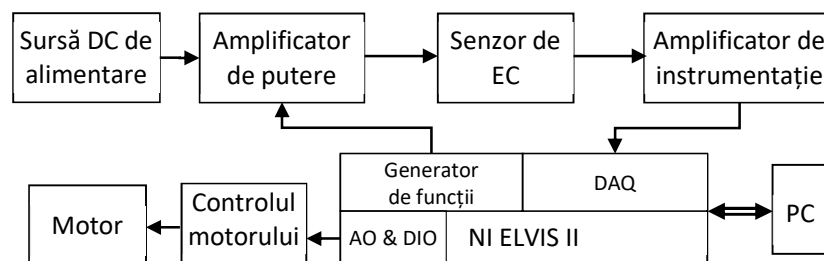 Sursă DC de
alimentare
Amplificator
de putere
Senzor de
EC
Amplificator de
instrumentație
Generator
de funcții
DAQ
PC
Motor
Controlul
motorului
AO & DIO
NI ELVIS II